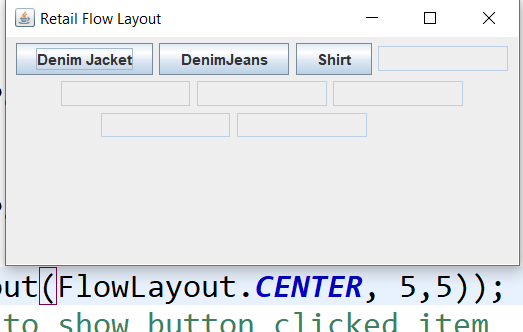 Retail Flow Layout
Denim Jacket DenimJeans Shirt
out(FlowLayout.CENTER, 5,5));
to show button clicked item